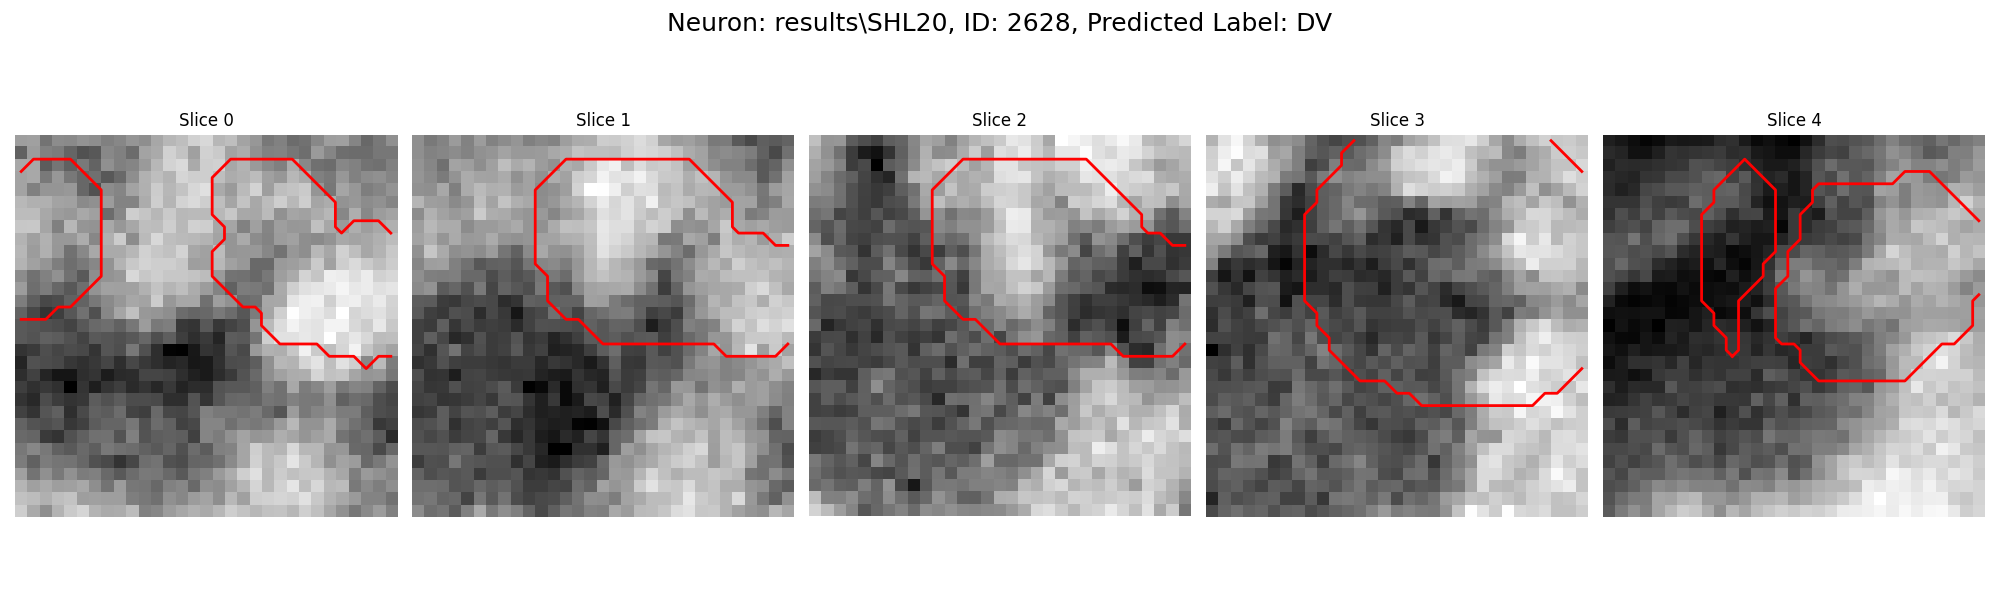 Neuron: results\SHL20, ID: 2628, Predicted Label: DV
Slice 0
Slice 1
Slice 2
Slice 3
Slice 4